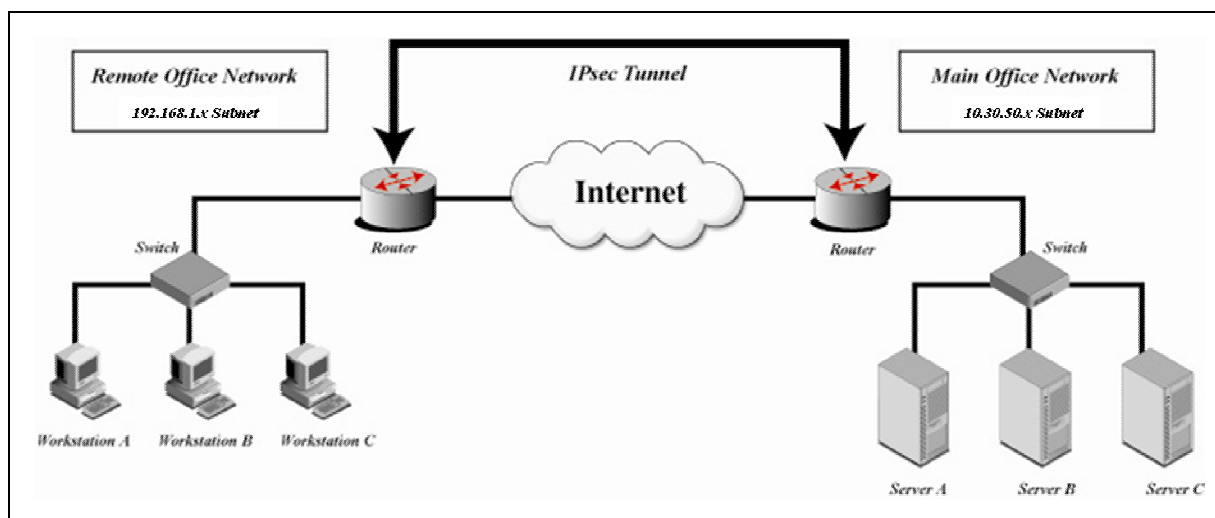 Remote Office Network
192.168.1.x Subnet
IPsec Tunnel
Main Office Network
10.30.50.x Subnet
Internet
Router
Router
Switch
Switch
Workstation A
Workstation B
Workstation C
Server A
Server B
Server C